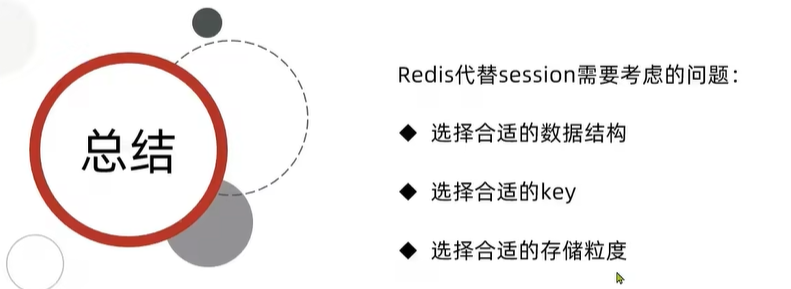 总结
Redis代替session需要考虑的问题：
◆ 选择合适的数据结构
◆ 选择合适的key
◆ 选择合适的存储粒度